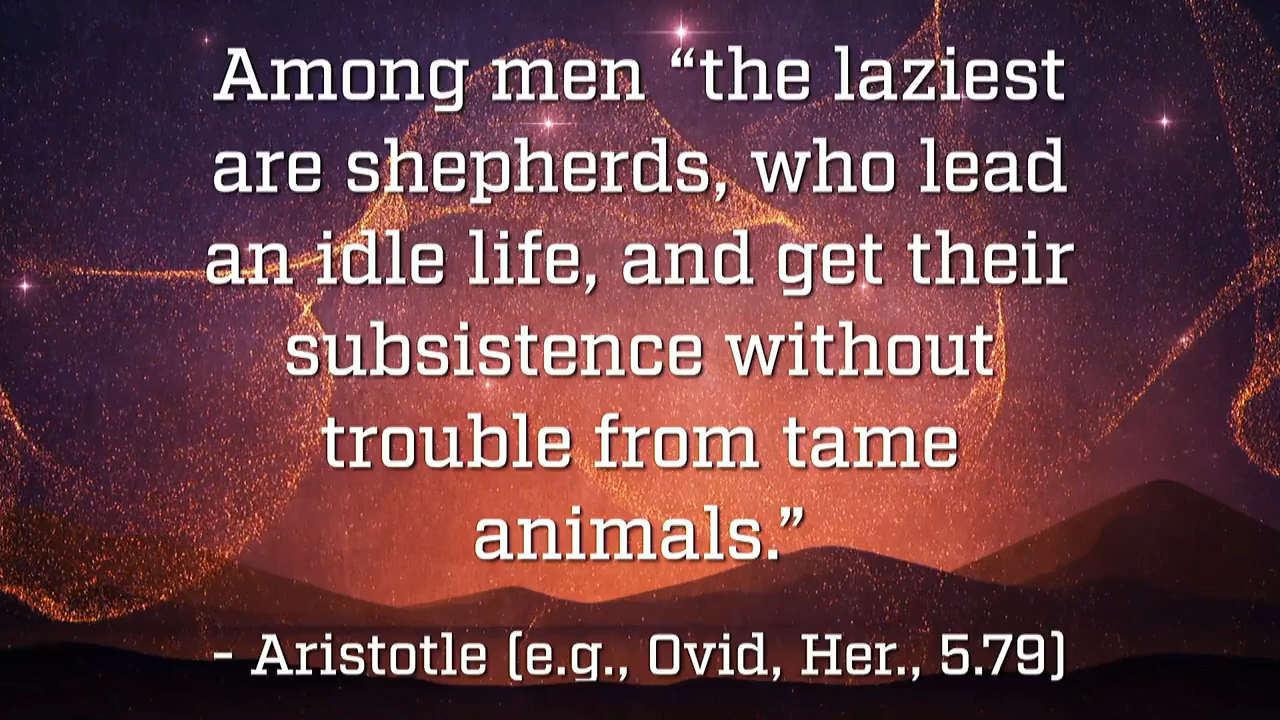 Among men “the laziest
are shepherds, who lead
an idle life, and get their
subsistence without
trouble from tame
animals.”
- Aristotle (e.g., Ovid, Her., 5.79)